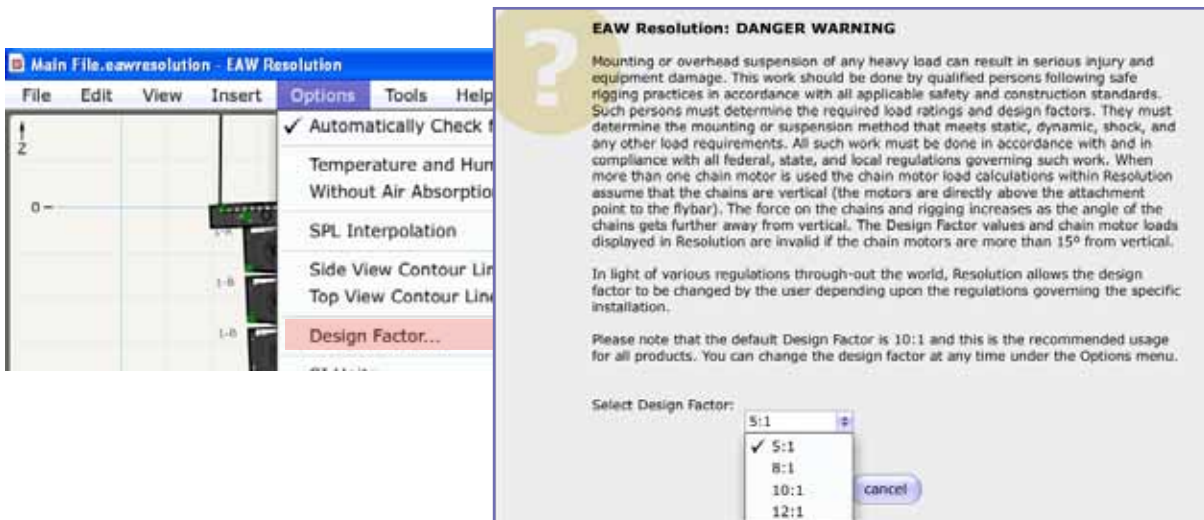 Main File.eawresolution - EAW Resolution
File Edit View Insert Options Tools Help
✓ Automatically Check
Temperature and Hum
Without Air Absorptio
SPL Interpolation
Side View Contour Lin
Top View Contour Line
Design Factor...
Z
0
1-B
1-B
?
EAW Resolution: DANGER WARNING
Mounting or overhead suspension of any heavy load can result in serious injury and
equipment damage. This work should be done by qualified persons following safe
rigging practices in accordance with all applicable safety and construction standards.
Such persons must determine the required load ratings and design factors. They must
determine the mounting or suspension method that meets static, dynamic, shock, and
any other load requirements. All such work must be done in accordance with and in
compliance with all federal, state, and local regulations governing such work. When
more than one chain motor is used the chain motor load calculations within Resolution
assume that the chains are vertical (the motors are directly above the attachment
point to the flybar). The force on the chains and rigging increases as the angle of the
chains gets further away from vertical. The Design Factor values and chain motor loads
displayed in Resolution are invalid if the chain motors are more than 15º from vertical.
In light of various regulations through-out the world, Resolution allows the design
factor to be changed by the user depending upon the regulations governing the specific
installation.
Please note that the default Design Factor is 10:1 and this is the recommended usage
for all products. You can change the design factor at any time under the Options menu.
Select Design Factor:
5:1
✓ 5:1
8:1
10:1
12:1
cancel